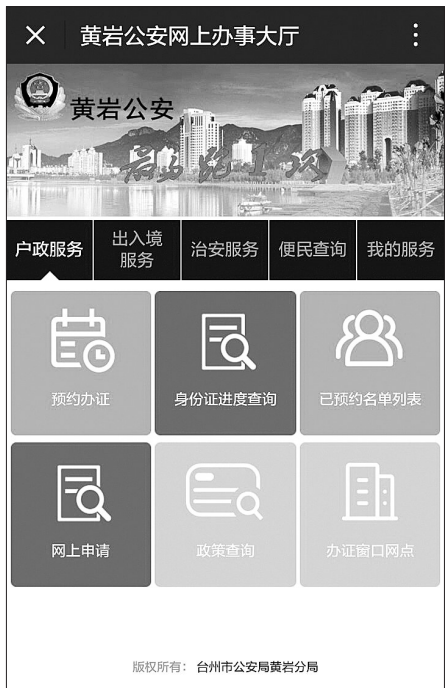 黄岩公安网上办事大厅
黄岩公安
户政服务
出入境
服务
治安服务
便民查询
我的服务
预约办证
身份证进度查询
已预约名单列表
网上申请
政策查询
办证窗口网点
版权所有： 台州市公安局黄岩分局